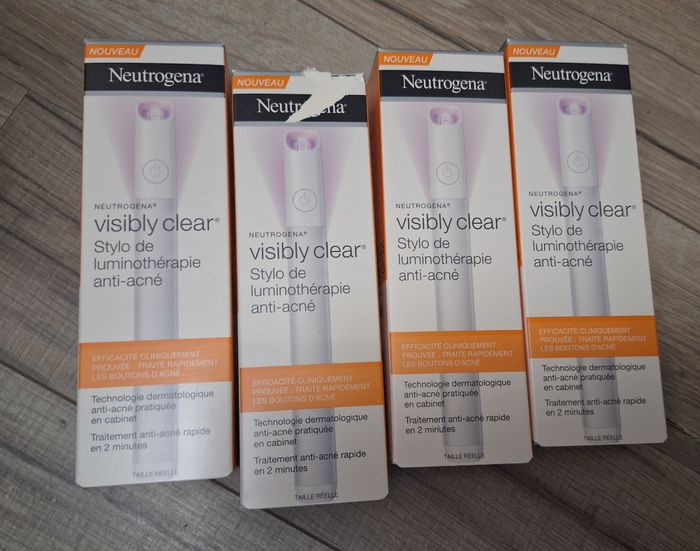 NOUVEAU
Neutrogena®
NEUTROGENA®
visibly clear®
Stylo de
luminothérapie
anti-acné
EFFICACITÉ CLINIQUEMENT
PROUVÉE : TRAITE RAPIDEMENT
LES BOUTONS D'ACNÉ
Technologie dermatologique
anti-acné pratiquée
en cabinet
Traitement anti-acné rapide
en 2 minutes
TAILLE RÉELLE
NOUVEAU
Neutrogena
NEUTROGENA®
visibly clear®
Stylo de
luminothérapie
anti-acné
EFFICACITÉ CLINIQUEMENT
PROUVÉE : TRAITE RAPIDEMENT
LES BOUTONS D'ACNÉ
Technologie dermatologique
anti-acné pratiquée
en cabinet
Traitement anti-acné rapide
en 2 minutes
TAILLE RÉELLE
NOUVEAU
Neutrogena®
NEUTROGENA®
visibly clear®
Stylo de
luminothérapie
anti-acné
EFFICACITÉ CLINIQUEMENT
PROUVÉE : TRAITE RAPIDEMENT
LES BOUTONS D'ACNÉ
Technologie dermatologique
anti-acné pratiquée
en cabinet
Traitement anti-acné rapide
en 2 minutes
TAILLE RÉELLE
NOUVEAU
Neutrogena®
NEUTROGENA®
visibly clear®
Stylo de
luminothérapie
anti-acné
EFFICACITÉ CLINIQUEMENT
PROUVÉE : TRAITE RAPIDEMENT
LES BOUTONS D'ACNÉ
Technologie dermatologique
anti-acné pratiquée
en cabinet
Traitement anti-acné rapide
en 2 minutes
TAILLE RÉELLE